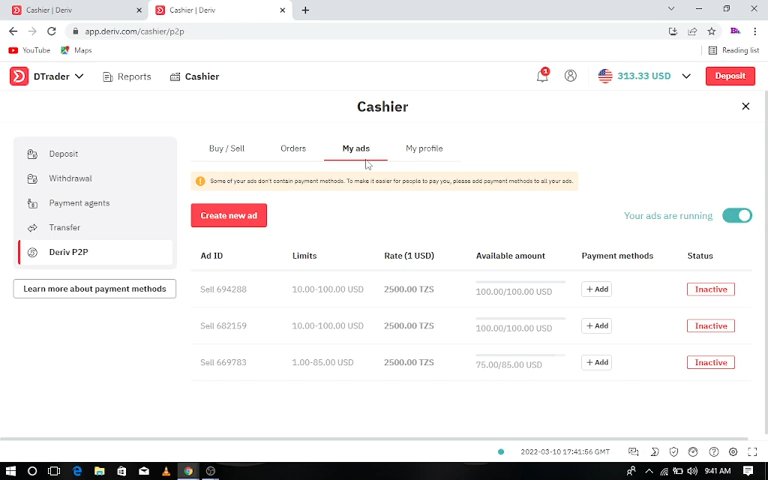 Cashier | Deriv
Cashier | Deriv
app.deriv.com/cashier/p2p
YouTube
Maps
Reading list
DTrader
Reports
Cashier
1
313.33 USD
Deposit
Cashier
Deposit
Withdrawal
Payment agents
Transfer
Deriv P2P
Learn more about payment methods
Buy / Sell
Orders
My ads
My profile
Some of your ads don't contain payment methods. To make it easier for people to pay you, please add payment methods to all your ads.
Create new ad
Your ads are running
Ad ID Limits Rate (1 USD) Available amount Payment methods Status
Sell 694288 10.00-100.00 USD 2500.00 TZS 100.00/100.00 USD + Add Inactive
Sell 682159 10.00-100.00 USD 2500.00 TZS 100.00/100.00 USD + Add Inactive
Sell 669783 1.00-85.00 USD 2500.00 TZS 75.00/85.00 USD + Add Inactive
2022-03-10 17:41:56 GMT
9:41 AM